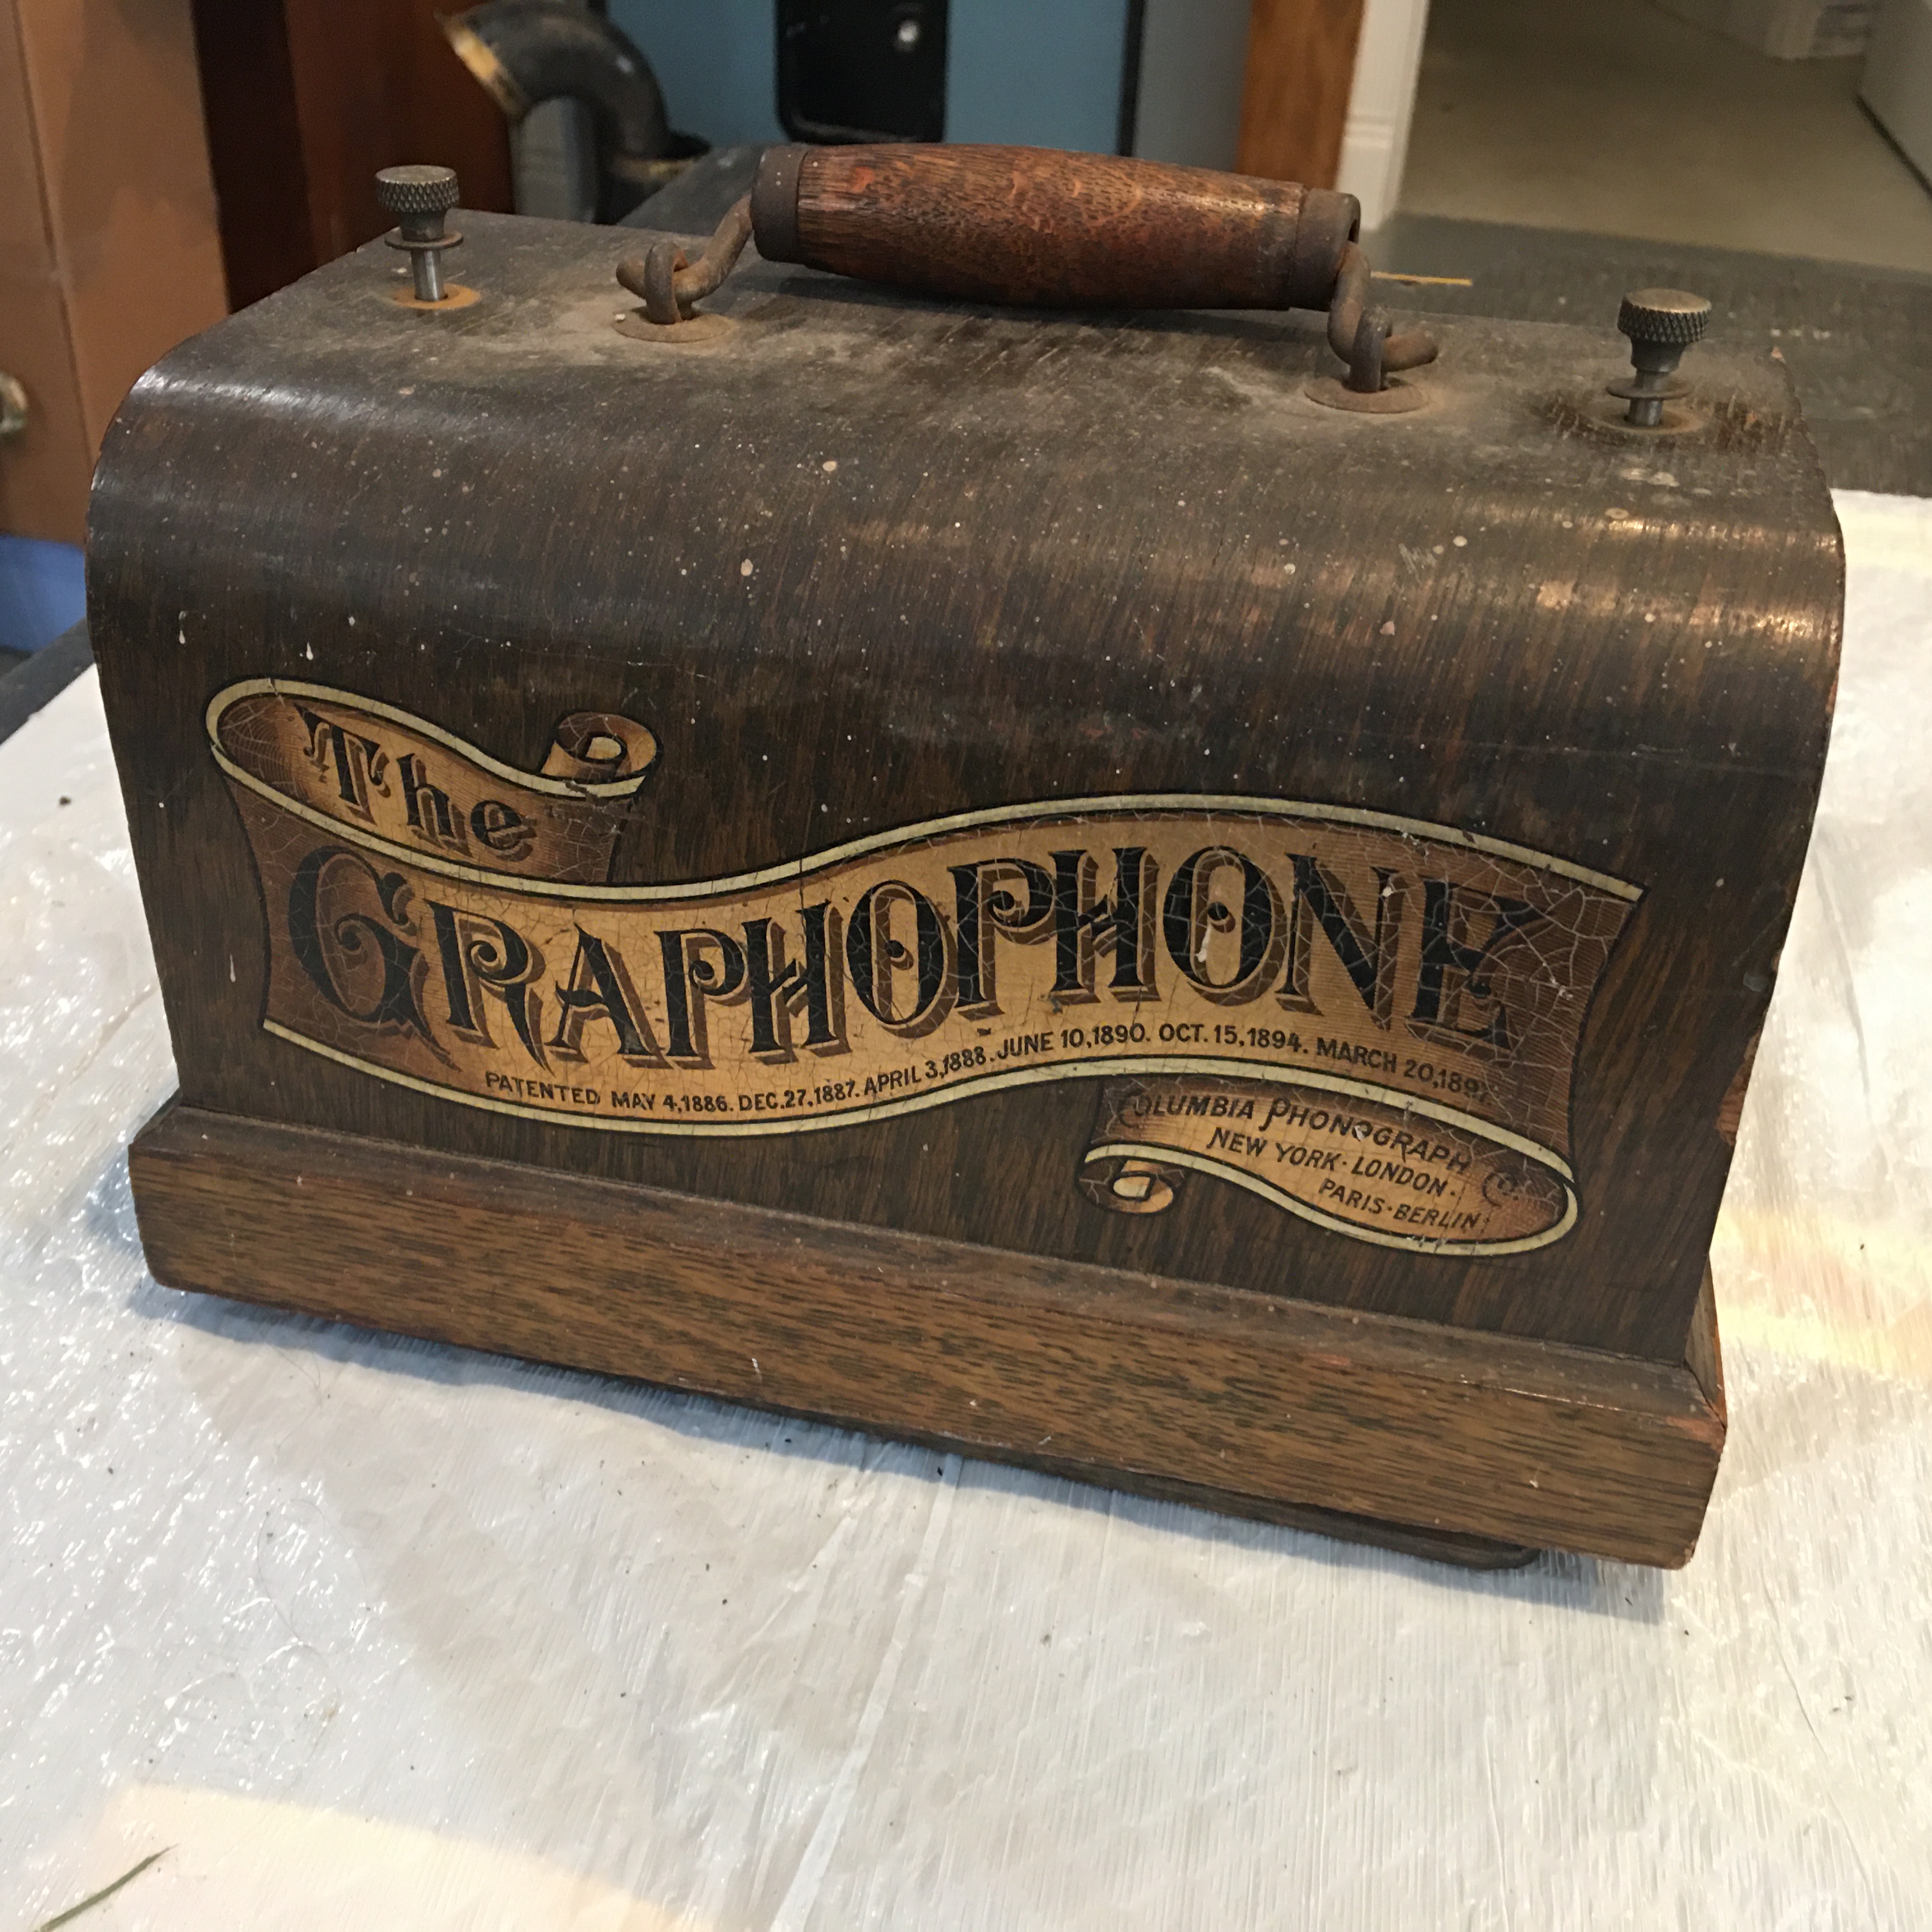 The
GRAPHOPHONE
PATENTED MAY 4,1886. DEC.27,1887. APRIL 3,1888. JUNE 10,1890. OCT. 15,1894. MARCH 20,
COLUMBIA PHONOGRAPH Co.
NEW YORK· LONDON.
PARIS·BERLIN